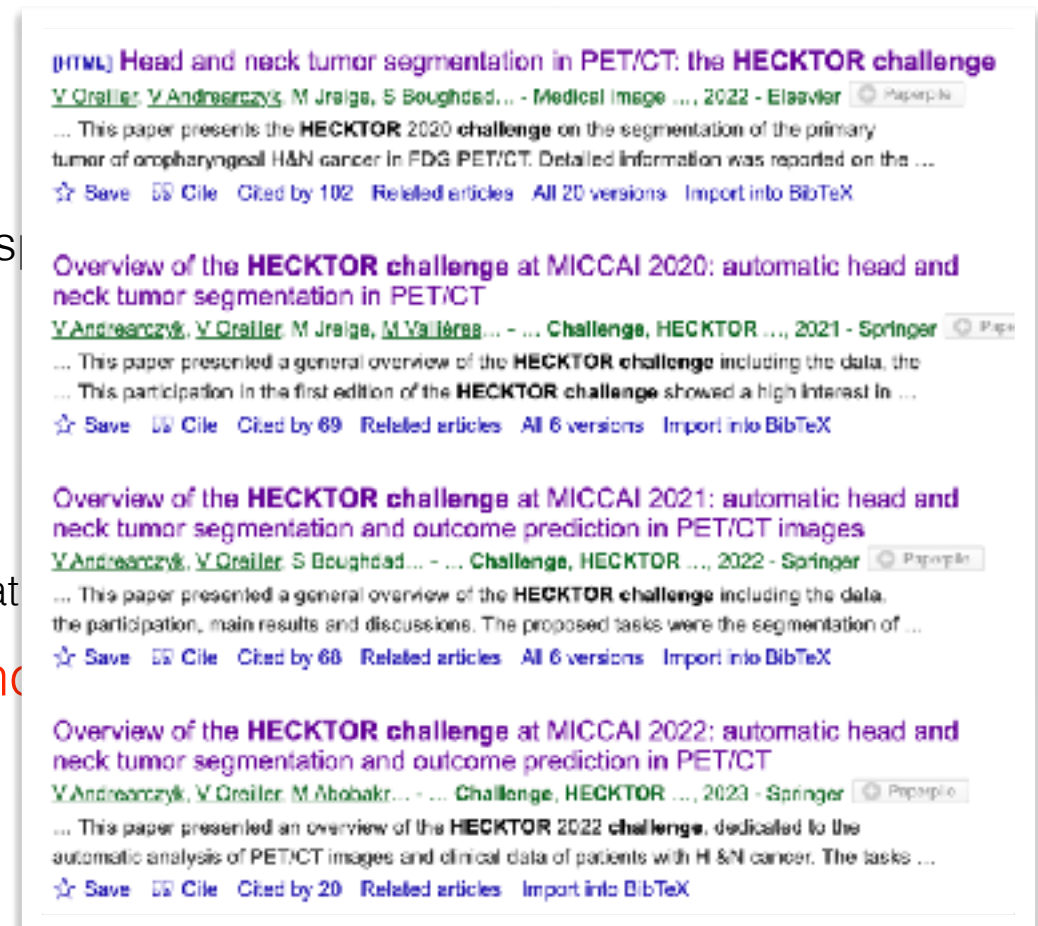 [HTML] Head and neck tumor segmentation in PET/CT: the HECKTOR challenge
V Oreiller, V Andrearczyk, M Jreige, S Boughdad... - Medical Image ..., 2022 - Elsevier Paperpile
... This paper presents the HECKTOR 2020 challenge on the segmentation of the primary
tumor of oropharyngeal H&N cancer in FDG PET/CT. Detailed information was reported on the ...
Save Cite Cited by 102 Related articles All 20 versions Import into BibTeX
Overview of the HECKTOR challenge at MICCAI 2020: automatic head and
neck tumor segmentation in PET/CT
V Andrearczyk, V Oreiller, M Jreige, M Vallières... - ... Challenge, HECKTOR ..., 2021 - Springer Pape
... This paper presented a general overview of the HECKTOR challenge including the data, the
... This participation in the first edition of the HECKTOR challenge showed a high interest in ...
Save Cite Cited by 69 Related articles All 6 versions Import into BibTeX
Overview of the HECKTOR challenge at MICCAI 2021: automatic head and
neck tumor segmentation and outcome prediction in PET/CT images
V Andrearczyk, V Oreiller, S Boughdad... - ... Challenge, HECKTOR ..., 2022 - Springer Paperpile
at
... This paper presented a general overview of the HECKTOR challenge including the data,
the participation, main results and discussions. The proposed tasks were the segmentation of ...
Save Cite Cited by 68 Related articles All 6 versions Import into BibTeX
Overview of the HECKTOR challenge at MICCAI 2022: automatic head and
neck tumor segmentation and outcome prediction in PET/CT
V Andrearczyk, V Oreiller, M Abobakr... - ... Challenge, HECKTOR ..., 2023 - Springer Paperpile
... This paper presented an overview of the HECKTOR 2022 challenge, dedicated to the
automatic analysis of PET/CT images and clinical data of patients with H&N cancer. The tasks ...
Save Cite Cited by 20 Related articles Import into BibTeX